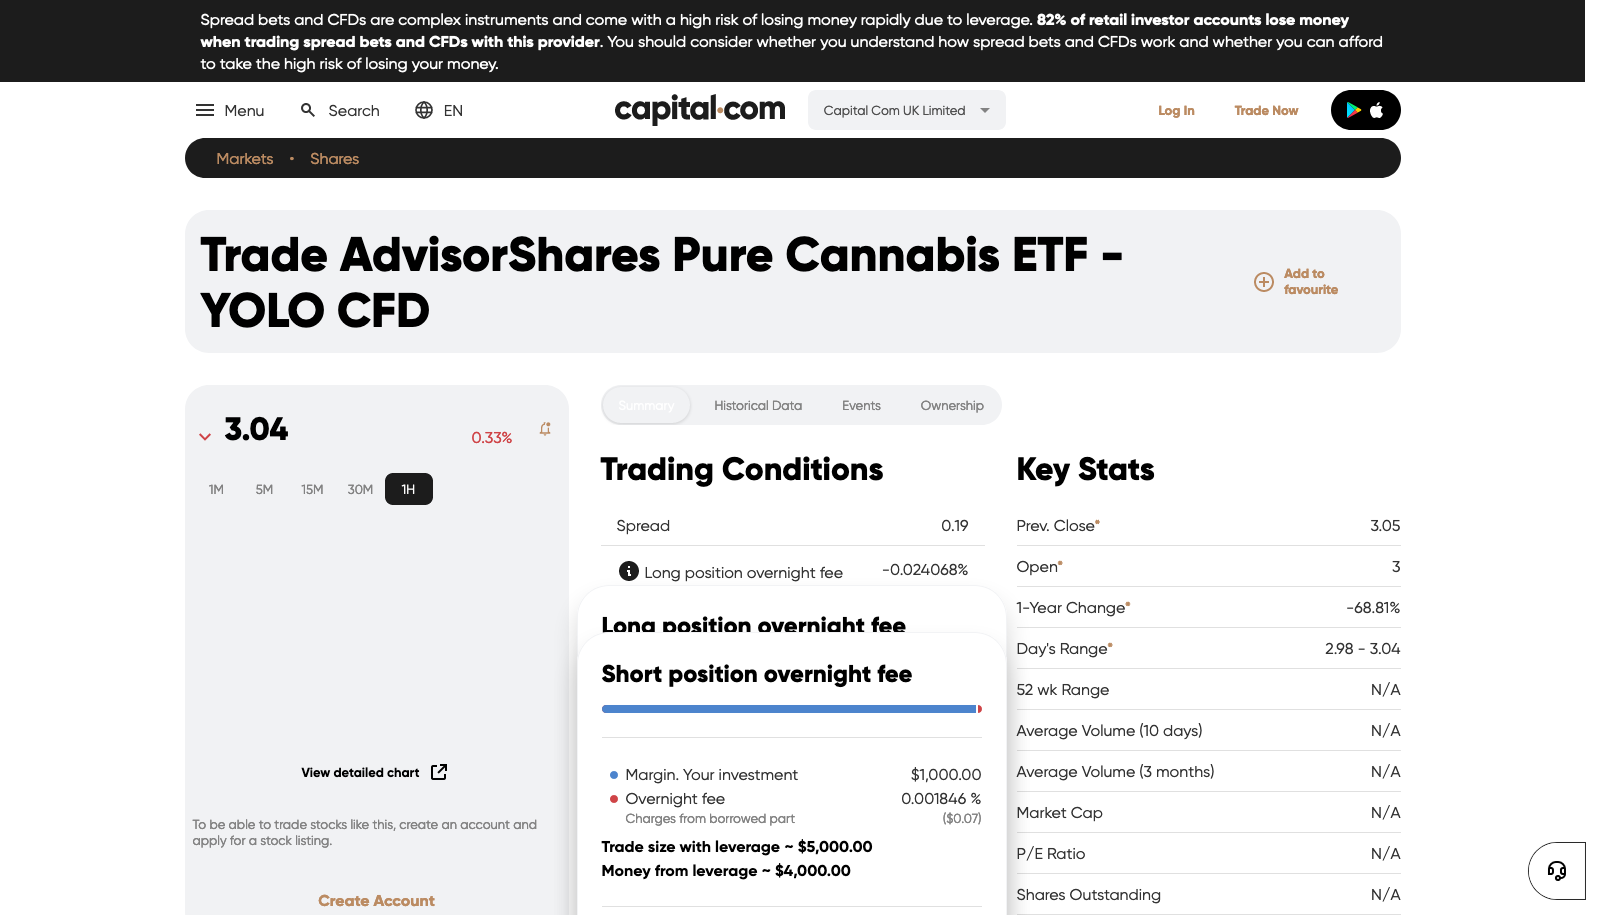 Spread bets and CFDs are complex instruments and come with a high risk of losing money rapidly due to leverage. 82% of retail investor accounts lose money
when trading spread bets and CFDs with this provider. You should consider whether you understand how spread bets and CFDs work and whether you can afford
to take the high risk of losing your money.
Menu
Search
EN
capital.com
Capital Com UK Limited
Log In
Trade Now
Markets
Shares
Trade AdvisorShares Pure Cannabis ETF -
YOLO CFD
Add to
favourite
3.04
0.33%
1M 5M 15M 30M 1H
View detailed chart
To be able to trade stocks like this, create an account and
apply for a stock listing.
Create Account
Summary Historical Data Events Ownership
Trading Conditions
Spread 0.19
Long position overnight fee -0.024068%
Long position overnight fee
Short position overnight fee
Margin. Your investment $1,000.00
Overnight fee 0.001846 %
Charges from borrowed part ($0.07)
Trade size with leverage ~ $5,000.00
Money from leverage ~ $4,000.00
Key Stats
Prev. Close* 3.05
Open* 3
1-Year Change* -68.81%
Day's Range* 2.98 - 3.04
52 wk Range N/A
Average Volume (10 days) N/A
Average Volume (3 months) N/A
Market Cap N/A
P/E Ratio N/A
Shares Outstanding N/A